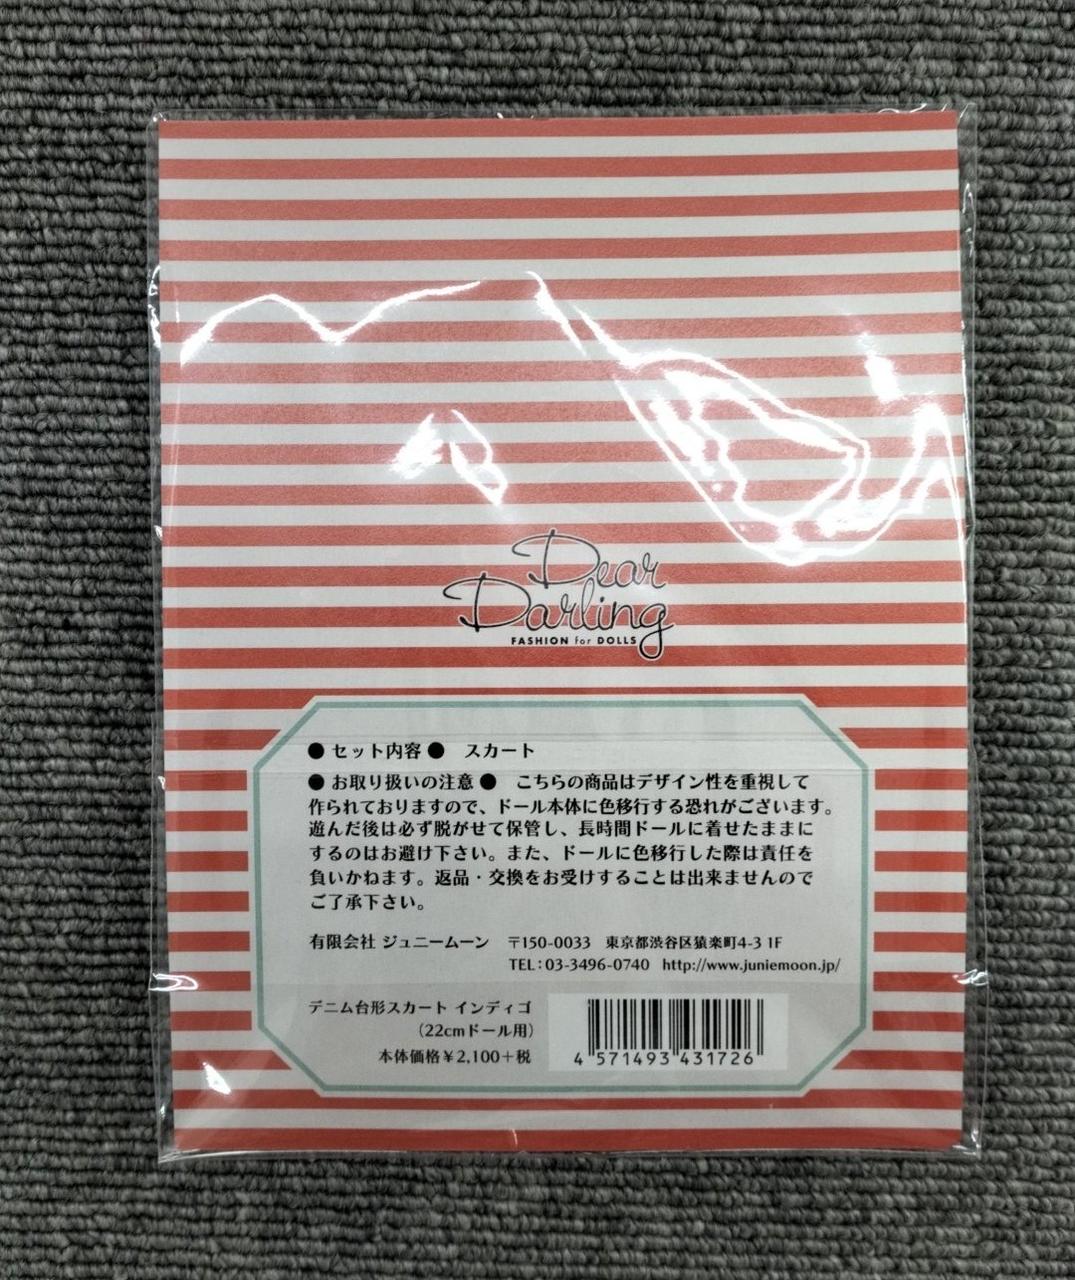 Dear
Darling
FASHION for DOLLS
●セット内容● スカート
●お取り扱いの注意● こちらの商品はデザイン性を重視して
作られておりますので、ドール本体に色移行する恐れがございます。
遊んだ後は必ず脱がせて保管し、長時間ドールに着せたままに
するのはお避け下さい。また、ドールに色移行した際は責任を
負いかねます。返品・交換をお受けすることは出来ませんので
ご了承下さい。
有限会社 ジュニームーン 〒150-0033 東京都渋谷区猿楽町4-3 1F
TEL:03-3496-0740 http://www.juniemoon.jp/
デニム台形スカート インディゴ
(22cmドール用)
本体価格¥2,100+税
4 571493 431726